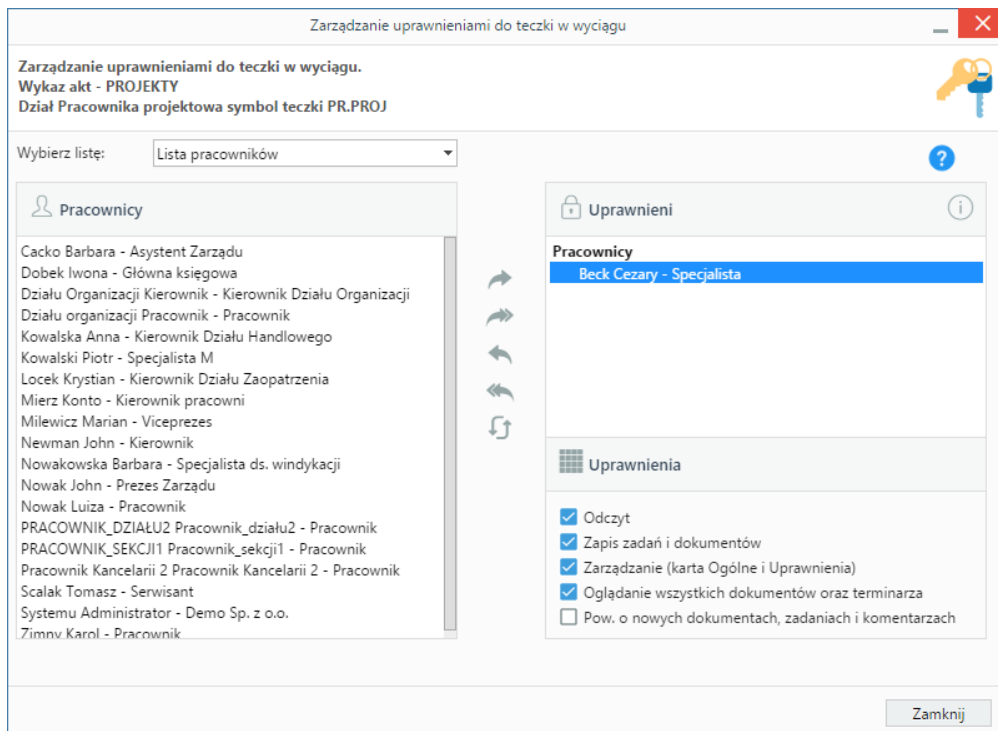 Zarządzanie uprawnieniami do teczki w wyciągu
Zarządzanie uprawnieniami do teczki w wyciągu.
Wykaz akt - PROJEKTY
Dział Pracownika projektowa symbol teczki PR.PROJ
Wybierz listę:
Lista pracowników
Pracownicy
Cacko Barbara - Asystent Zarządu
Dobek Iwona - Główna księgowa
Działu Organizacji Kierownik - Kierownik Działu Organizacji
Działu organizacji Pracownik - Pracownik
Kowalska Anna - Kierownik Działu Handlowego
Kowalski Piotr - Specjalista M
Locek Krystian - Kierownik Działu Zaopatrzenia
Mierz Konto - Kierownik pracowni
Milewicz Marian - Viceprezes
Newman John - Kierownik
Nowakowska Barbara - Specjalista ds. windykacji
Nowak John - Prezes Zarządu
Nowak Luiza - Pracownik
PRACOWNIK_DZIAŁU2 Pracownik_działu2 - Pracownik
PRACOWNIK_SEKCJI1 Pracownik_sekcji1 - Pracownik
Pracownik Kancelarii 2 Pracownik Kancelarii 2 - Pracownik
Scalak Tomasz - Serwisant
Systemu Administrator - Demo Sp. z o.o.
Zimny Karol - Pracownik
Uprawnieni
Pracownicy
Beck Cezary - Specjalista
Uprawnienia
Odczyt
Zapis zadań i dokumentów
Zarządzanie (karta Ogólne i Uprawnienia)
Oglądanie wszystkich dokumentów oraz terminarza
Pow. o nowych dokumentach, zadaniach i komentarzach
Zamknij